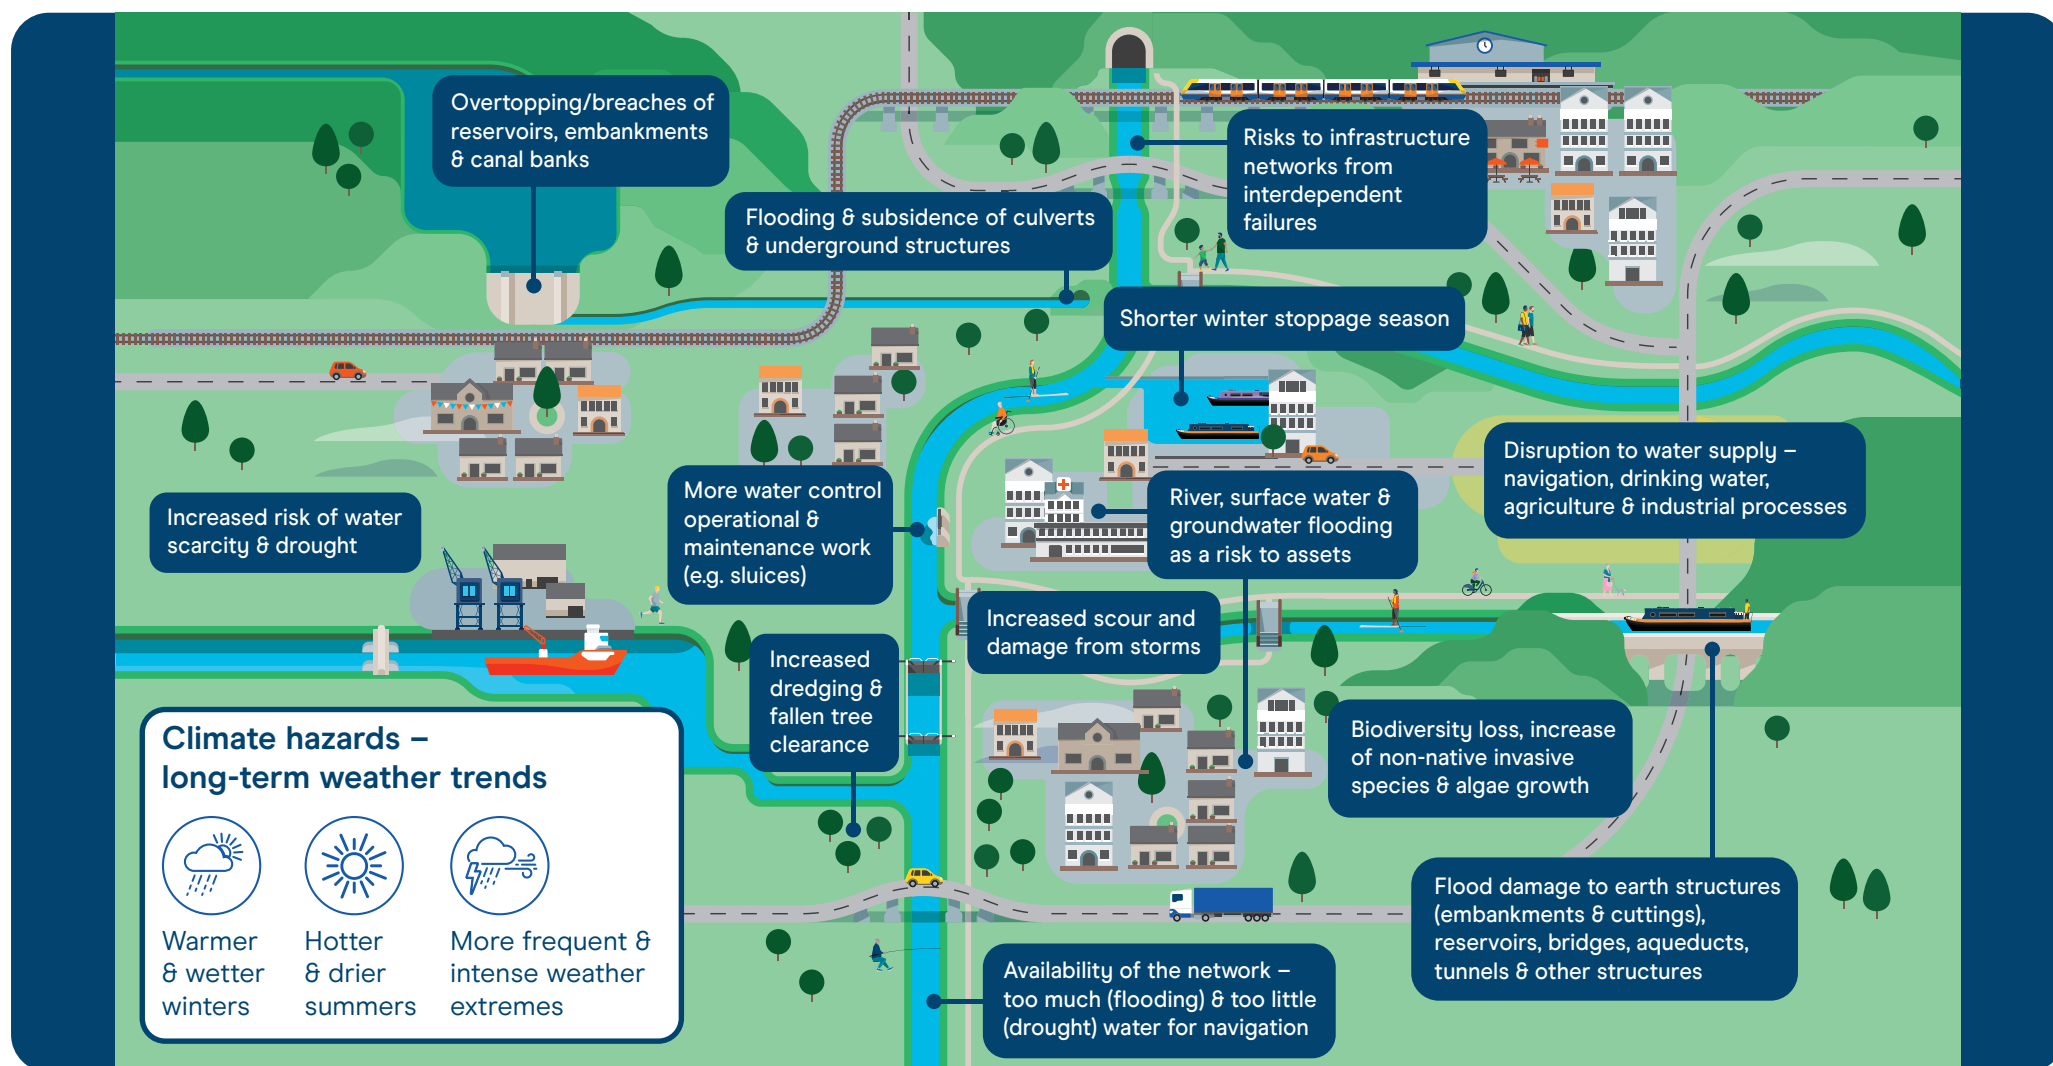 Overtopping/breaches of
reservoirs, embankments
& canal banks
Risks to infrastructure
networks from
interdependent
failures
Flooding & subsidence of culverts
& underground structures
Shorter winter stoppage season
Disruption to water supply –
navigation, drinking water,
agriculture & industrial processes
More water control
operational &
maintenance work
(e.g. sluices)
River, surface water &
groundwater flooding
as a risk to assets
Increased risk of water
scarcity & drought
Increased scour and
damage from storms
Increased
dredging &
fallen tree
clearance
Biodiversity loss, increase
of non-native invasive
species & algae growth
Climate hazards –
long-term weather trends
Warmer
& wetter
winters
Hotter
& drier
summers
More frequent &
intense weather
extremes
Flood damage to earth structures
(embankments & cuttings),
reservoirs, bridges, aqueducts,
tunnels & other structures
Availability of the network –
too much (flooding) & too little
(drought) water for navigation